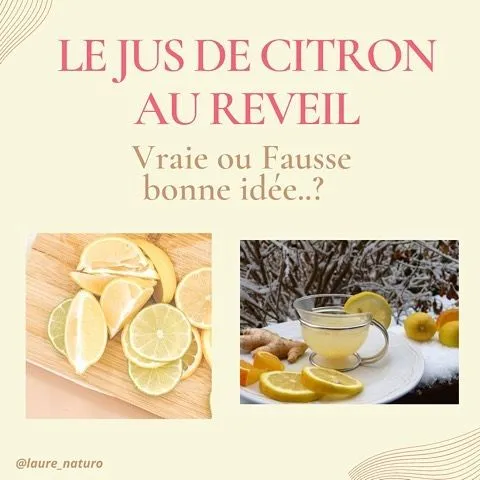 LE JUS DE CITRON
AU REVEIL
Vraie ou Fausse
bonne idée..?
@laure_naturo